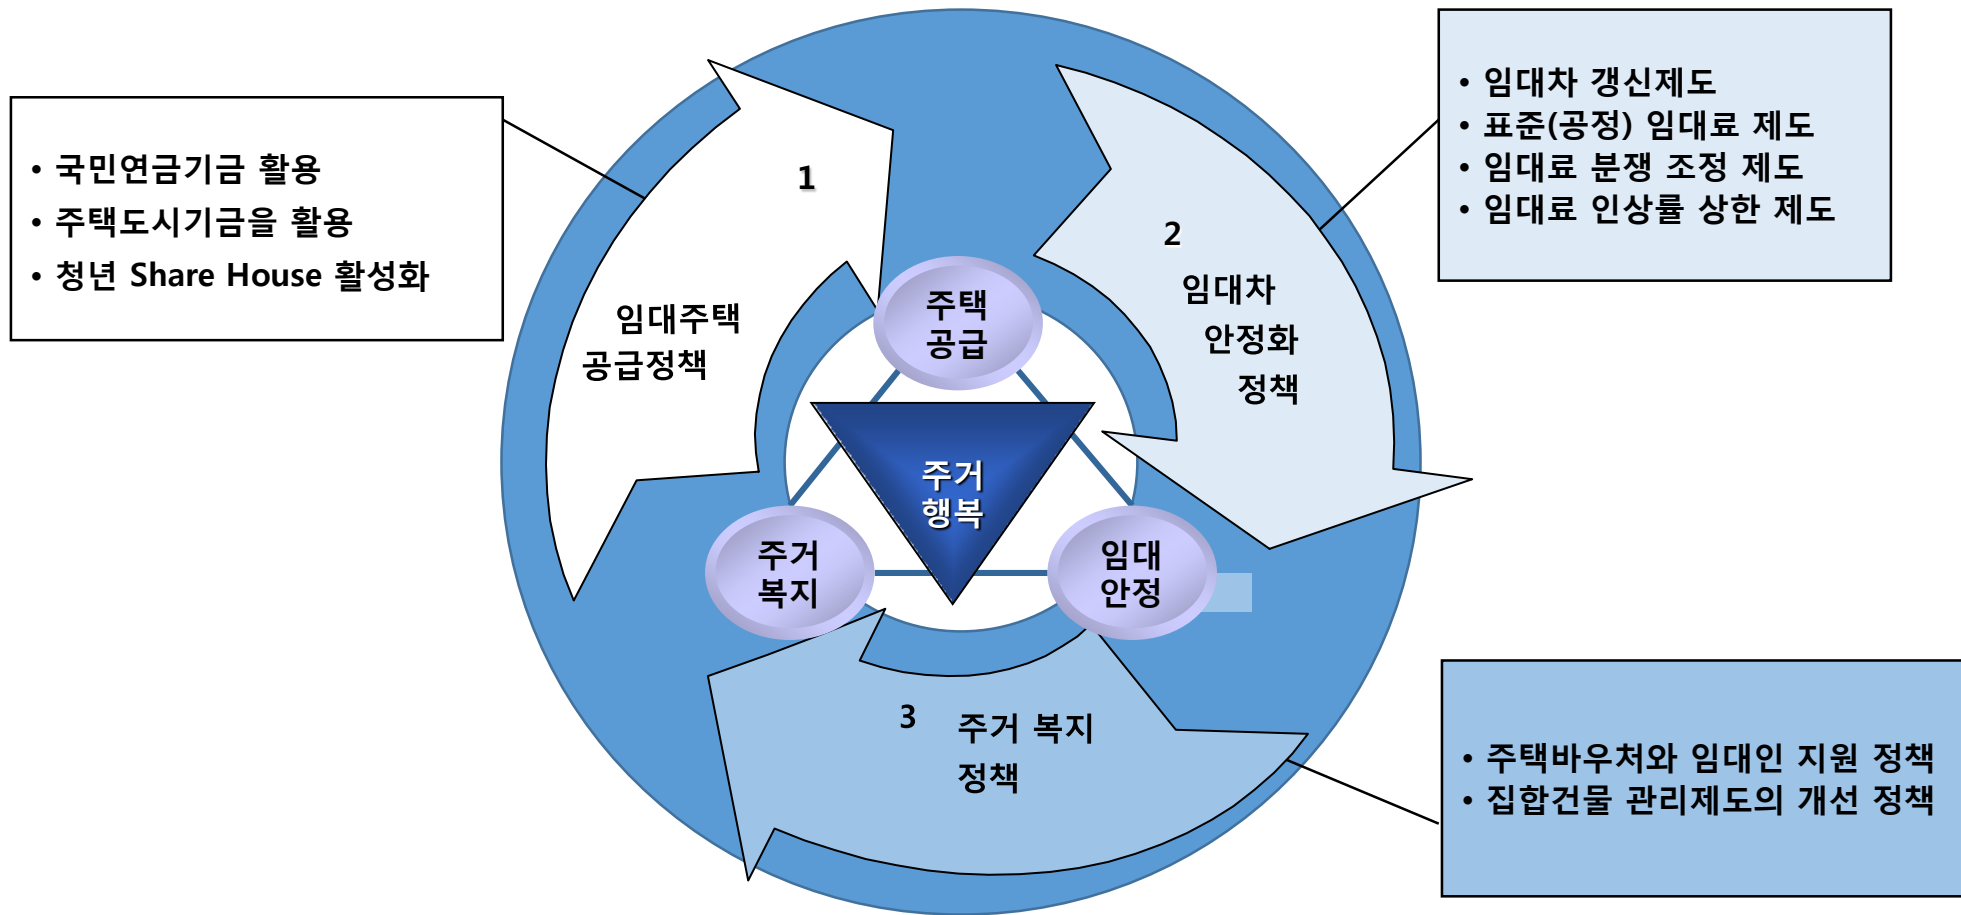 • 국민연금기금 활용
• 주택도시기금을 활용
• 청년 Share House 활성화
1
임대주택
공급정책
• 임대차 갱신제도
• 표준(공정) 임대료 제도
• 임대료 분쟁 조정 제도
• 임대료 인상률 상한 제도
2
임대차
안정화
정책
주택
공급
주거
행복
주거
복지
임대
안정
3 주거 복지
정책
• 주택바우처와 임대인 지원 정책
• 집합건물 관리제도의 개선 정책